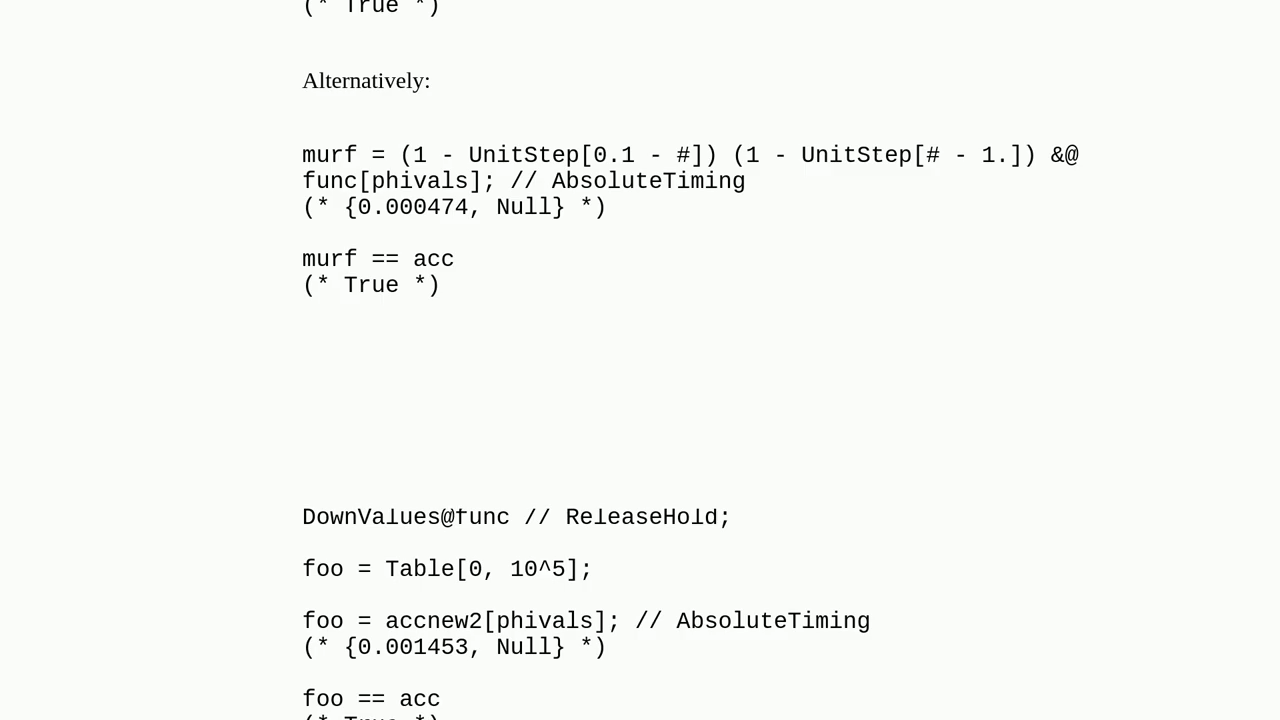 (* True *)
Alternatively:
murf = (1 - UnitStep[0.1 - #]) (1 - UnitStep[# - 1.]) &@
func[phivals]; // AbsoluteTiming
(* {0.000474, Null} *)
murf == acc
(* True *)
DownValues@func // ReleaseHold;
foo = Table[0, 10^5];
foo = accnew2[phivals]; // AbsoluteTiming
(* {0.001453, Null} *)
foo == acc
(* True *)